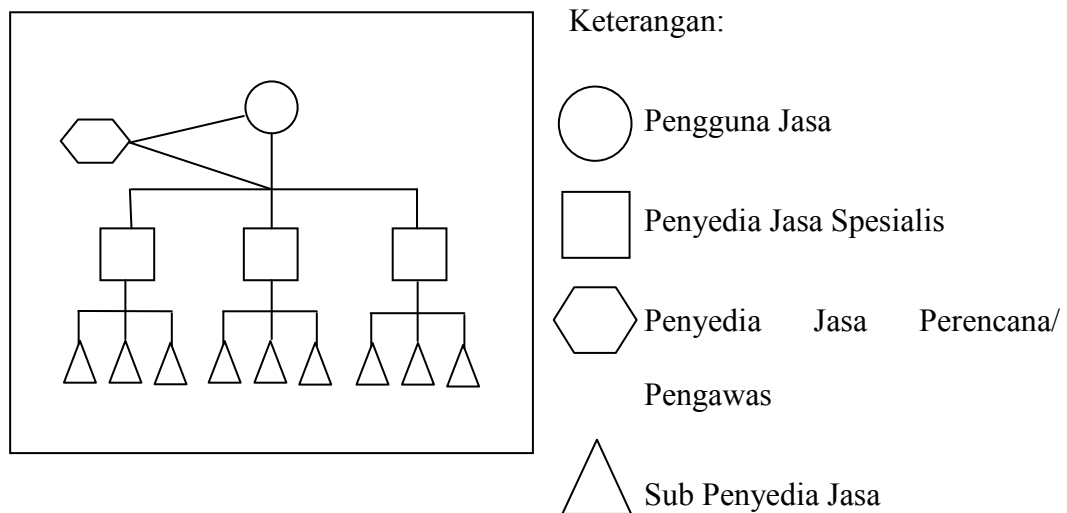 Keterangan:
Pengguna Jasa
Penyedia Jasa Spesialis
Penyedia Jasa Perencana/
Pengawas
Sub Penyedia Jasa